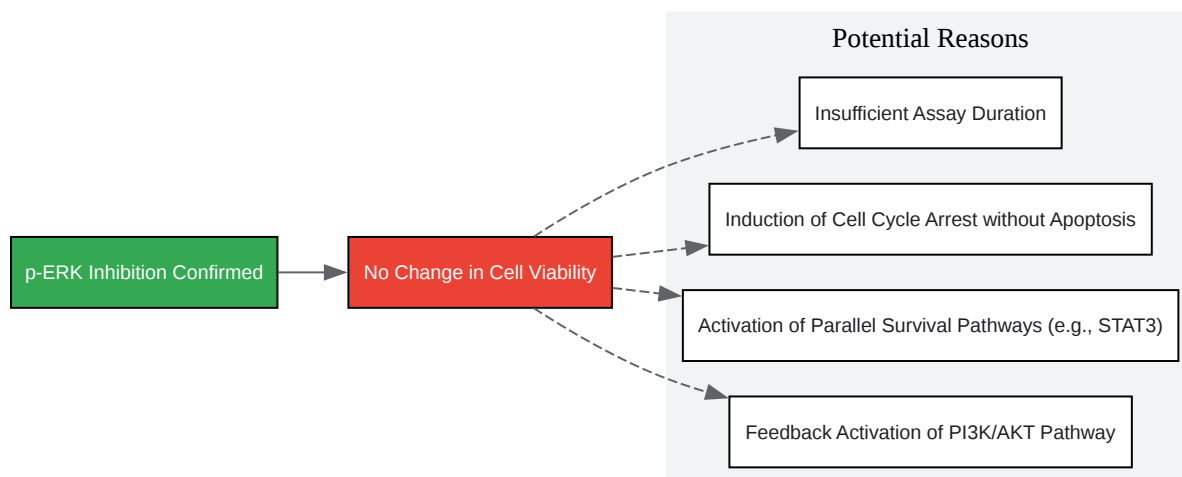 Potential Reasons
Insufficient Assay Duration
Induction of Cell Cycle Arrest without Apoptosis
p-ERK Inhibition Confirmed
No Change in Cell Viability
Activation of Parallel Survival Pathways (e.g., STAT3)
Feedback Activation of PI3K/AKT Pathway